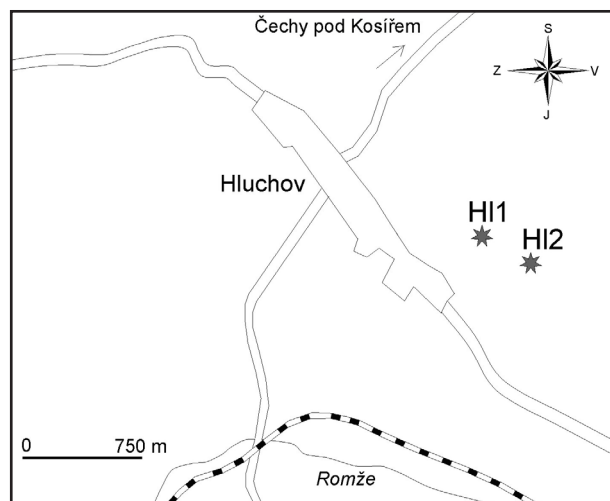 Čechy pod Kosířem
S
Z
V
J
Hluchov
Hl1
Hl2
0
750 m
Romže